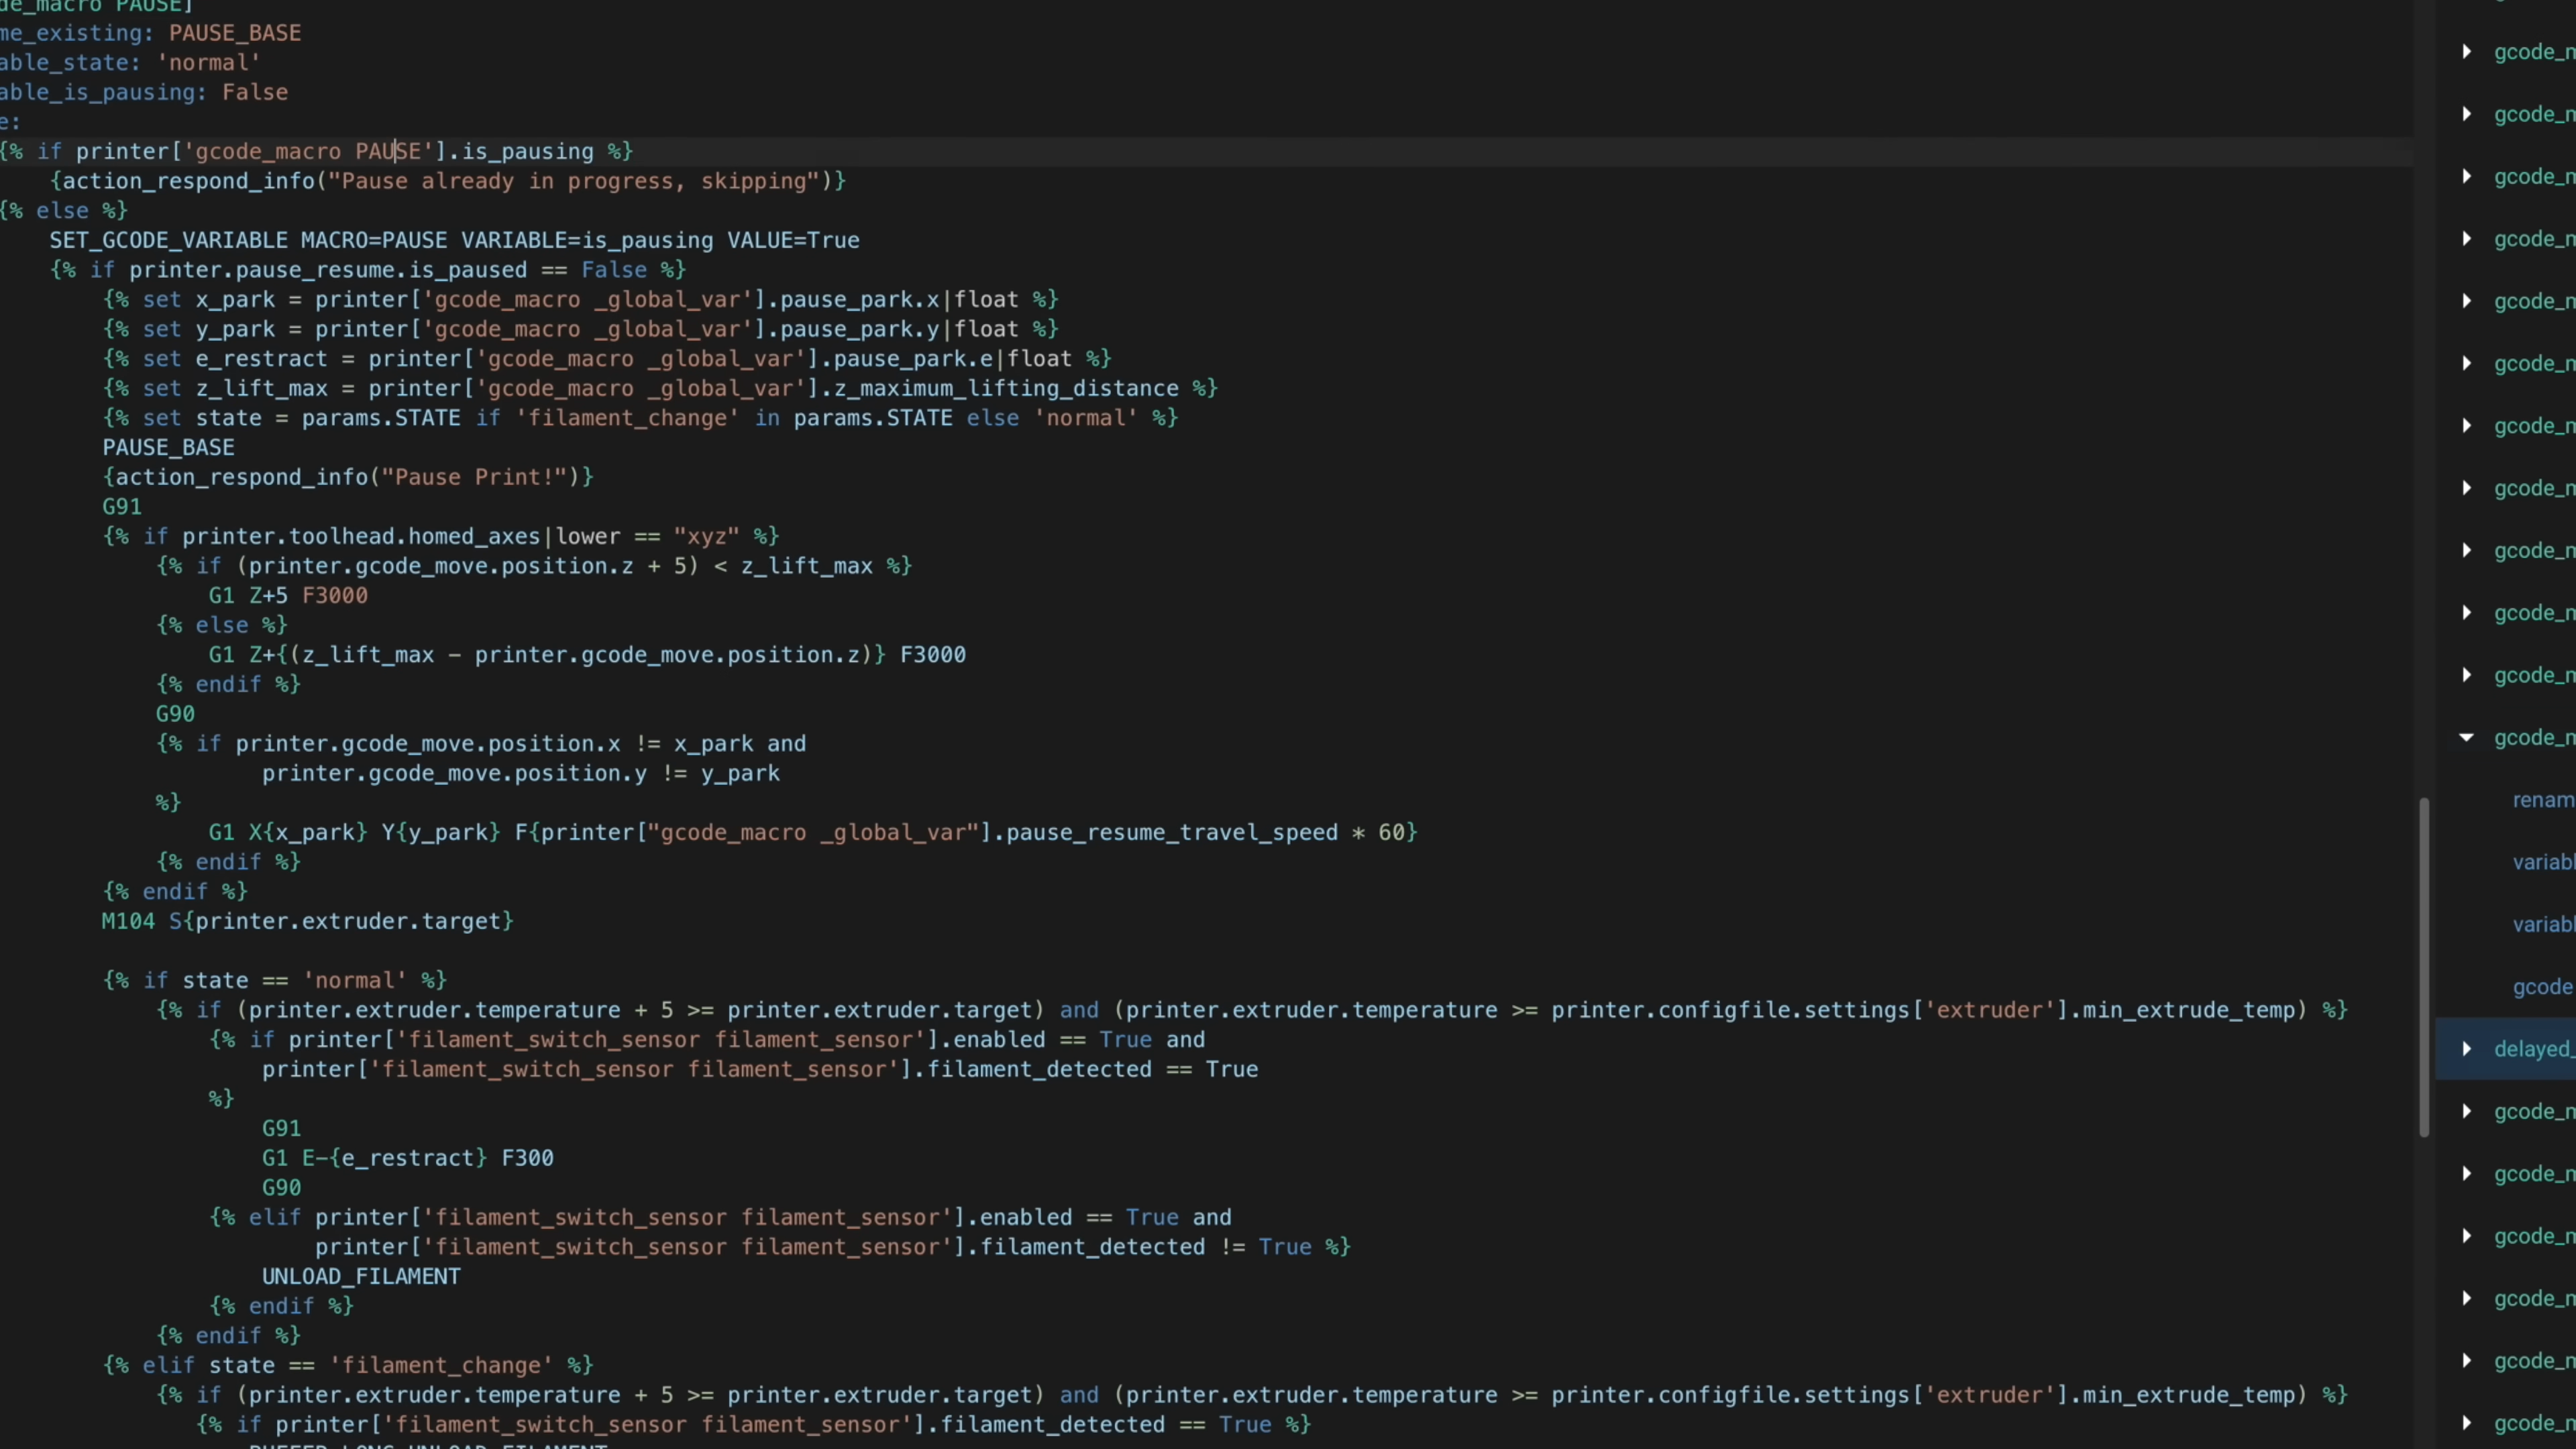 de_macro PAUSE]
me_existing: PAUSE_BASE
able_state: 'normal'
able_is_pausing: False
e:
{% if printer['gcode_macro PAUSE'].is_pausing %}
{action_respond_info("Pause already in progress, skipping")}
{% else %}
SET_GCODE_VARIABLE MACRO=PAUSE VARIABLE=is_pausing VALUE=True
{% if printer.pause_resume.is_paused == False %}
{% set x_park = printer['gcode_macro _global_var'].pause_park.x|float %}
{% set y_park = printer['gcode_macro _global_var'].pause_park.y|float %}
{% set e_restract = printer['gcode_macro _global_var'].pause_park.e|float %}
{% set z_lift_max = printer['gcode_macro _global_var'].z_maximum_lifting_distance %}
{% set state = params.STATE if 'filament_change' in params.STATE else 'normal' %}
PAUSE_BASE
{action_respond_info("Pause Print!")}
G91
{% if printer.toolhead.homed_axes|lower == "xyz" %}
{% if (printer.gcode_move.position.z + 5) < z_lift_max %}
G1 Z+5 F3000
{% else %}
G1 Z+{(z_lift_max - printer.gcode_move.position.z)} F3000
{% endif %}
G90
{% if printer.gcode_move.position.x != x_park and
printer.gcode_move.position.y != y_park
%}
G1 X{x_park} Y{y_park} F{printer["gcode_macro _global_var"].pause_resume_travel_speed * 60}
{% endif %}
{% endif %}
M104 S{printer.extruder.target}
{% if state == 'normal' %}
{% if (printer.extruder.temperature + 5 >= printer.extruder.target) and (printer.extruder.temperature >= printer.configfile.settings['extruder'].min_extrude_temp) %}
{% if printer['filament_switch_sensor filament_sensor'].enabled == True and
printer['filament_switch_sensor filament_sensor'].filament_detected == True
%}
G91
G1 E-{e_restract} F300
G90
{% elif printer['filament_switch_sensor filament_sensor'].enabled == True and
printer['filament_switch_sensor filament_sensor'].filament_detected != True %}
UNLOAD_FILAMENT
{% endif %}
{% endif %}
{% elif state == 'filament_change' %}
{% if (printer.extruder.temperature + 5 >= printer.extruder.target) and (printer.extruder.temperature >= printer.configfile.settings['extruder'].min_extrude_temp) %}
{% if printer['filament_switch_sensor filament_sensor'].filament_detected == True %}
gcode_m
gcode_m
gcode_m
gcode_m
gcode_m
gcode_m
gcode_m
gcode_m
gcode_m
gcode_m
gcode_m
gcode_m
renam
variabl
variabl
gcode
delayed_
gcode_m
gcode_m
gcode_m
gcode_m
gcode_m
gcode_m